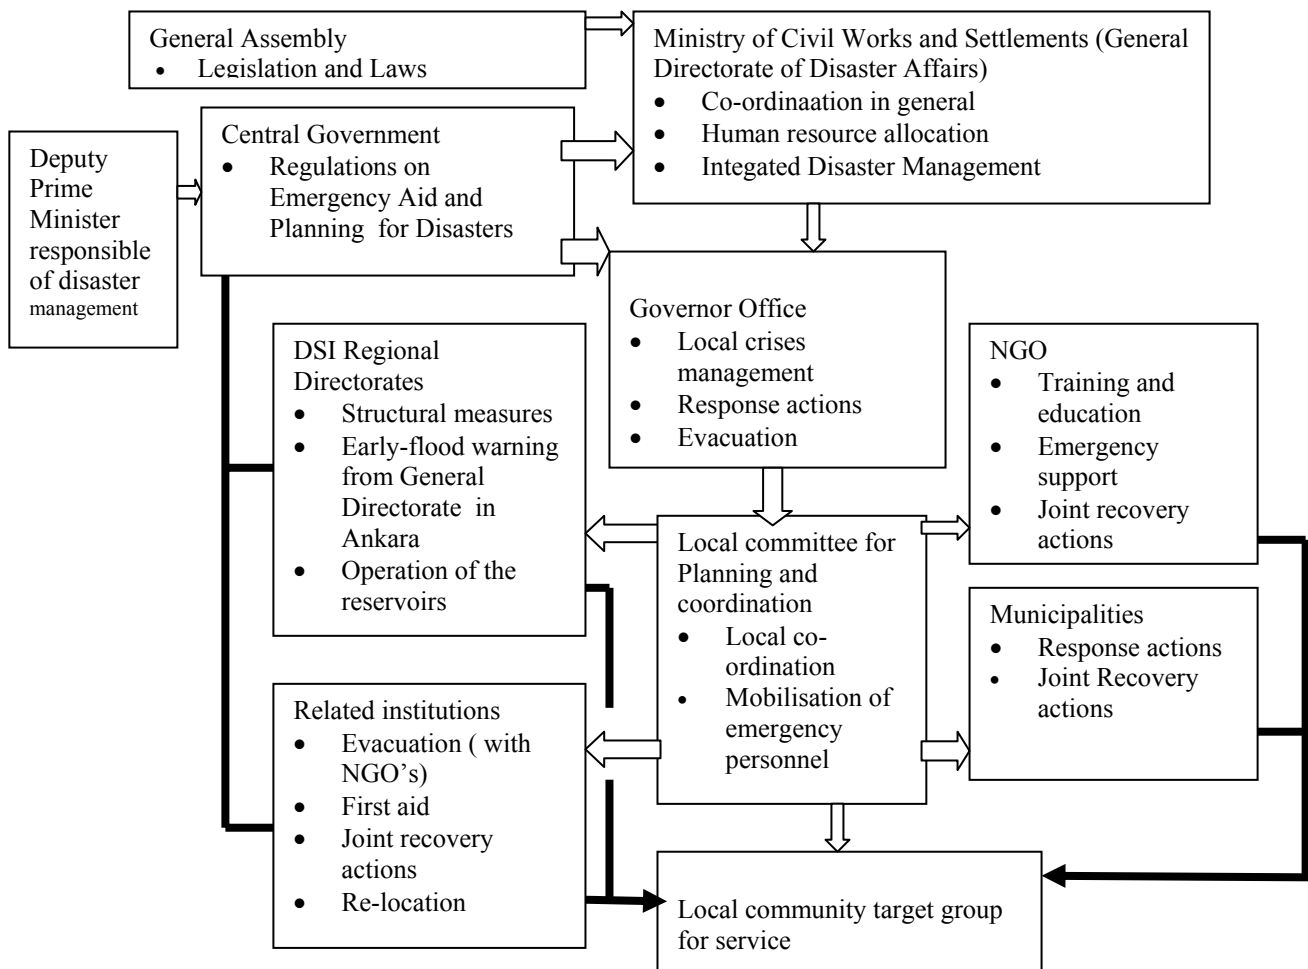 General Assembly
• Legislation and Laws
Ministry of Civil Works and Settlements (General
Directorate of Disaster Affairs)
• Co-ordinaation in general
• Human resource allocation
• Integated Disaster Management
Deputy
Prime
Minister
responsible
of disaster
management
Central Government
• Regulations on
Emergency Aid and
Planning for Disasters
Governor Office
• Local crises
management
• Response actions
• Evacuation
DSI Regional
Directorates
• Structural measures
• Early-flood warning
from General
Directorate in
Ankara
• Operation of the
reservoirs
NGO
• Training and
education
• Emergency
support
• Joint recovery
actions
Local committee for
Planning and
coordination
• Local co-
ordination
• Mobilisation of
emergency
personnel
Municipalities
• Response actions
• Joint Recovery
actions
Related institutions
• Evacuation ( with
NGO’s)
• First aid
• Joint recovery
actions
• Re-location
Local community target group
for service